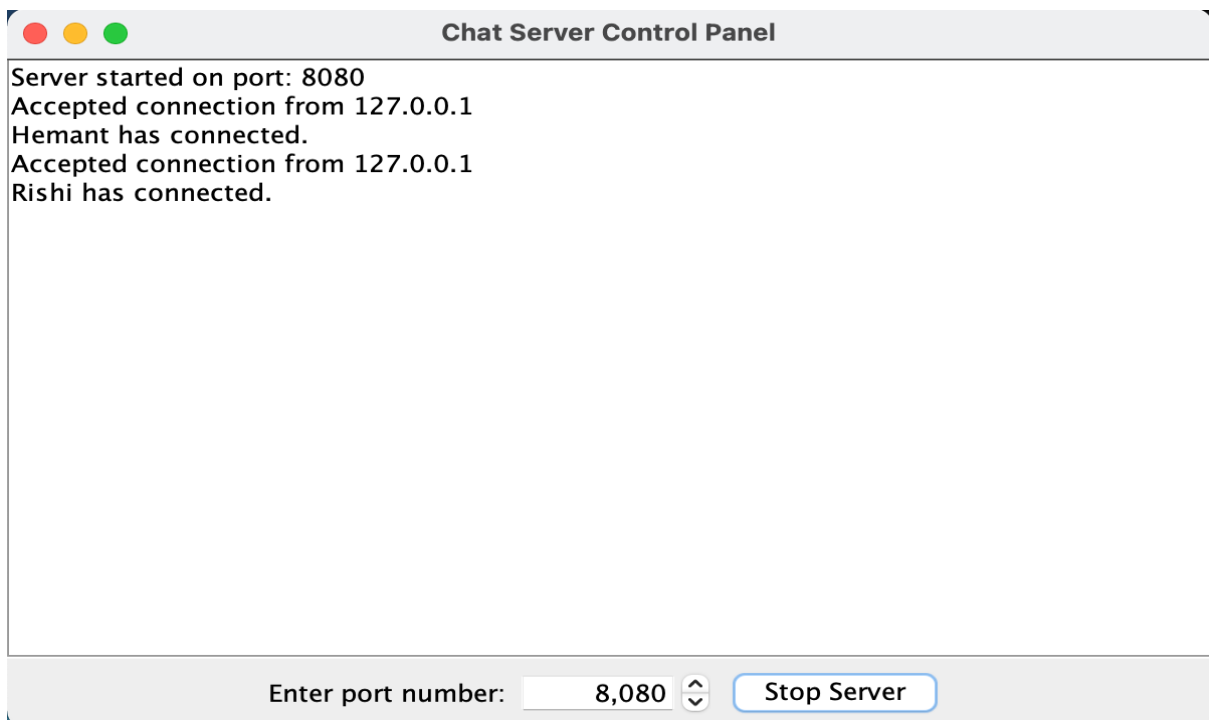 Chat Server Control Panel
Server started on port: 8080
Accepted connection from 127.0.0.1
Hemant has connected.
Accepted connection from 127.0.0.1
Rishi has connected.
Enter port number: 8,080 Stop Server